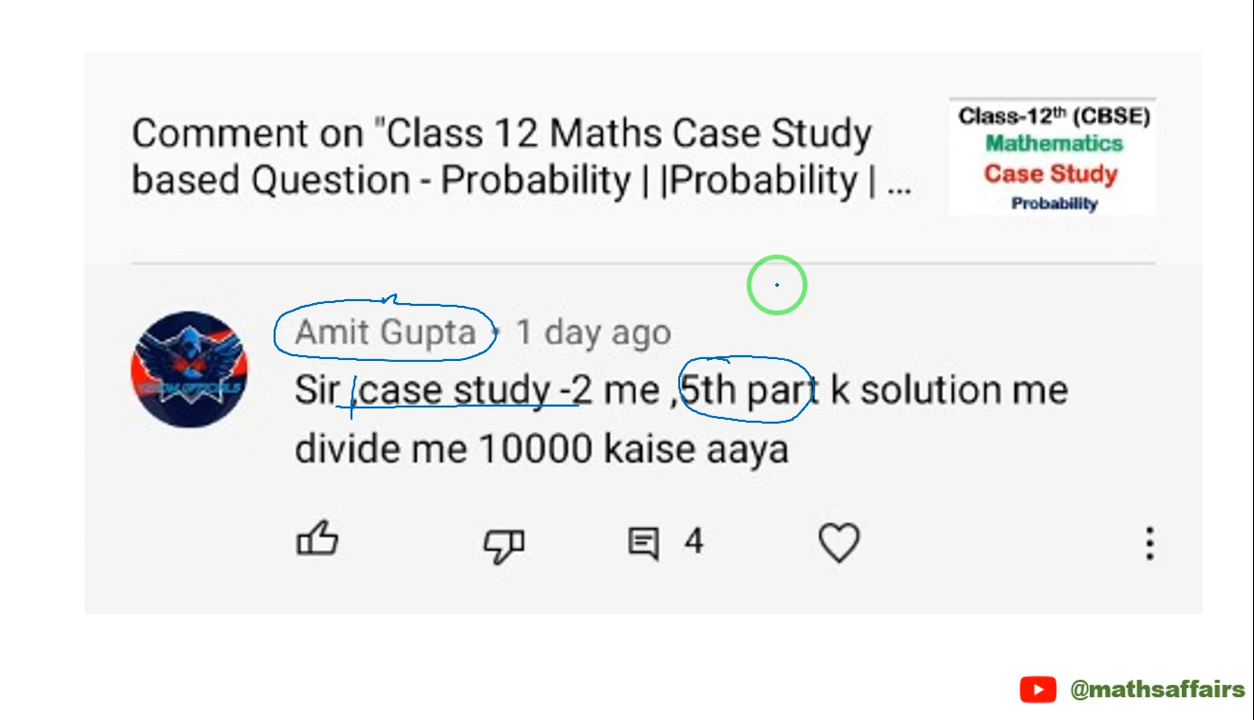 Comment on "Class 12 Maths Case Study
based Question - Probability | |Probability | ...
Class-12th (CBSE)
Mathematics
Case Study
Probability
Amit Gupta • 1 day ago
Sir ,case study -2 me ,5th part k solution me
divide me 10000 kaise aaya
4
@mathsaffairs